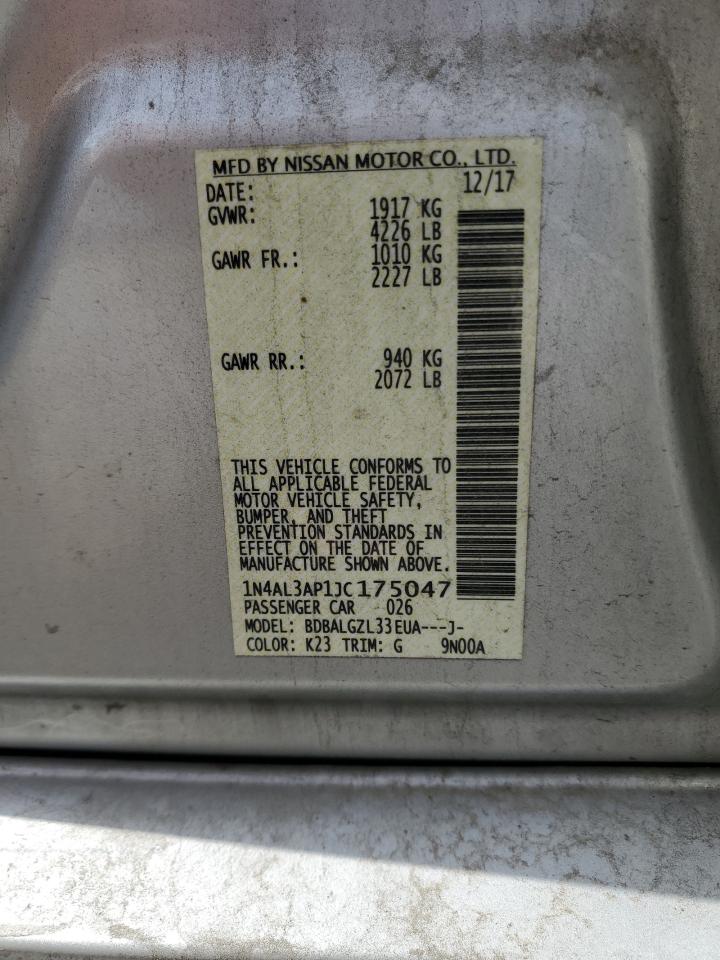 MFD BY NISSAN MOTOR CO., LTD.
DATE: 12/17
GVWR: 1917 KG
4226 LB
GAWR FR.: 1010 KG
2227 LB
GAWR RR.: 940 KG
2072 LB
THIS VEHICLE CONFORMS TO
ALL APPLICABLE FEDERAL
MOTOR VEHICLE SAFETY,
BUMPER, AND THEFT
PREVENTION STANDARDS IN
EFFECT ON THE DATE OF
MANUFACTURE SHOWN ABOVE.
1N4AL3AP1JC175047
PASSENGER CAR 026
MODEL: BDBALGZL33EUA---J-
COLOR: K23 TRIM: G 9N00A